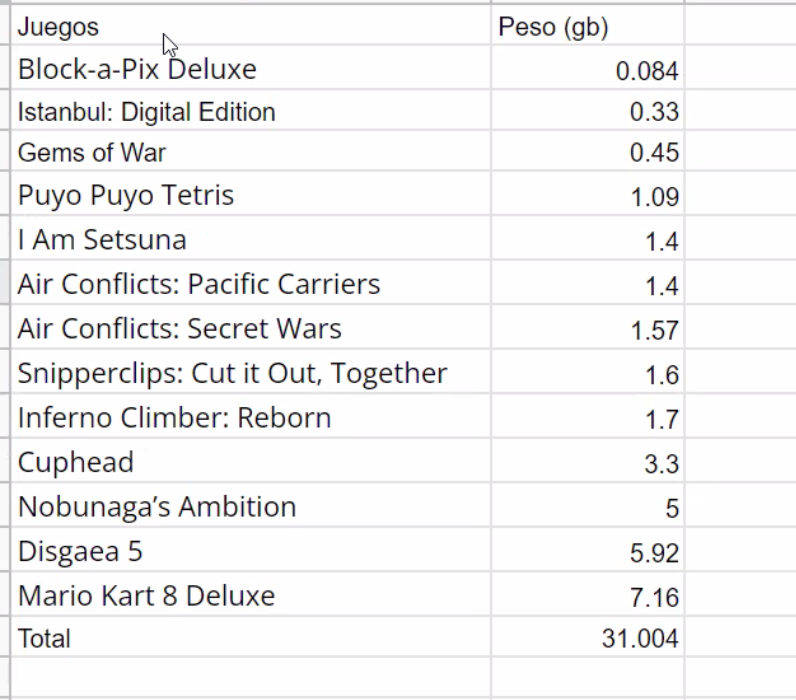 Juegos Peso (gb)
Block-a-Pix Deluxe 0.084
Istanbul: Digital Edition 0.33
Gems of War 0.45
Puyo Puyo Tetris 1.09
I Am Setsuna 1.4
Air Conflicts: Pacific Carriers 1.4
Air Conflicts: Secret Wars 1.57
Snipperclips: Cut it Out, Together 1.6
Inferno Climber: Reborn 1.7
Cuphead 3.3
Nobunaga’s Ambition 5
Disgaea 5 5.92
Mario Kart 8 Deluxe 7.16
Total 31.004